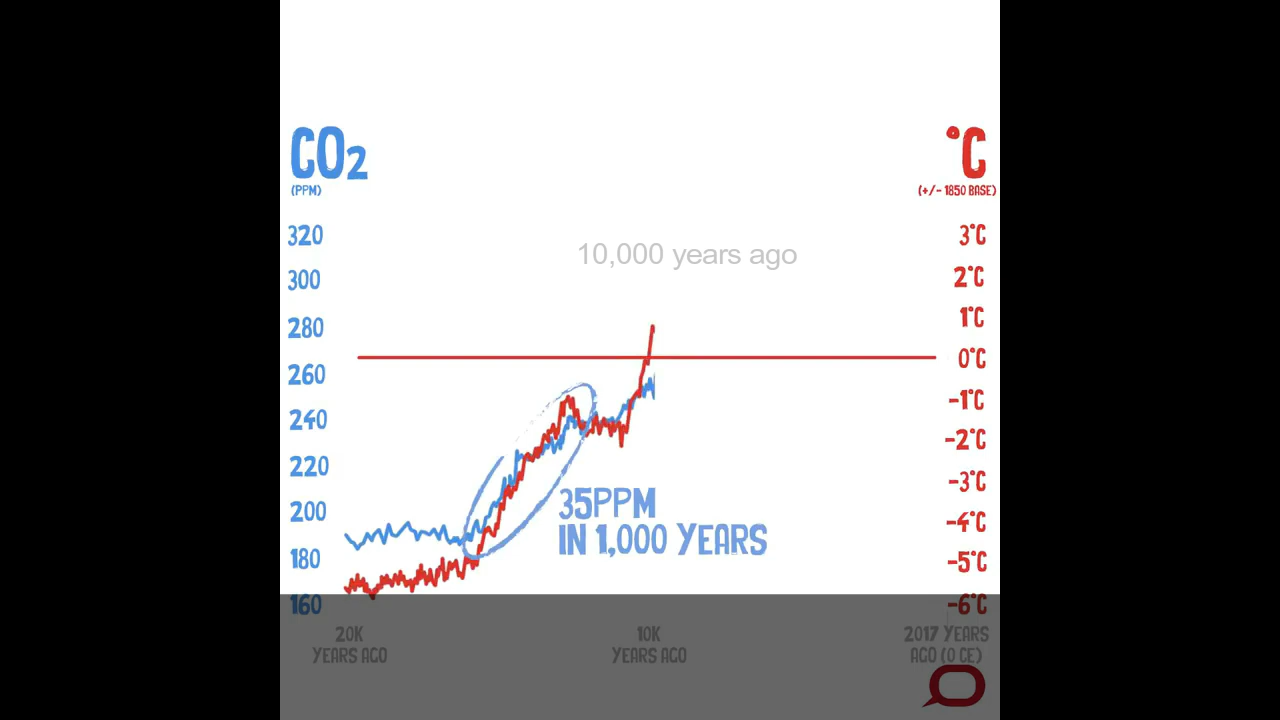 CO2
(PPM)
°C
(+/- 1850 BASE)
320
300
280
260
240
220
200
180
160
3°C
2°C
1°C
0°C
-1°C
-2°C
-3°C
-4°C
-5°C
-6°C
10,000 years ago
35PPM
IN 1,000 YEARS
20K
YEARS AGO
10K
YEARS AGO
2017 YEARS
AGO (0 CE)